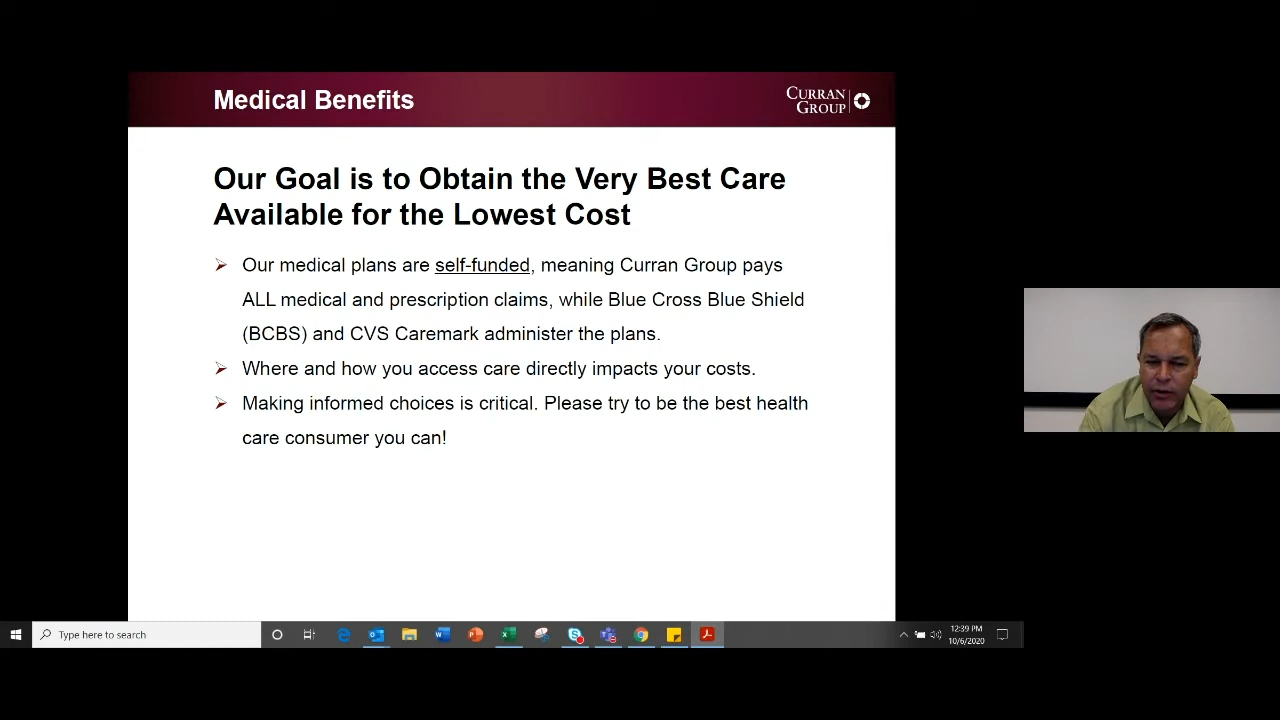 Medical Benefits
CURRAN
GROUP
Our Goal is to Obtain the Very Best Care
Available for the Lowest Cost
Our medical plans are self-funded, meaning Curran Group pays
ALL medical and prescription claims, while Blue Cross Blue Shield
(BCBS) and CVS Caremark administer the plans.
Where and how you access care directly impacts your costs.
Making informed choices is critical. Please try to be the best health
care consumer you can!
Type here to search
12:39 PM
10/6/2020